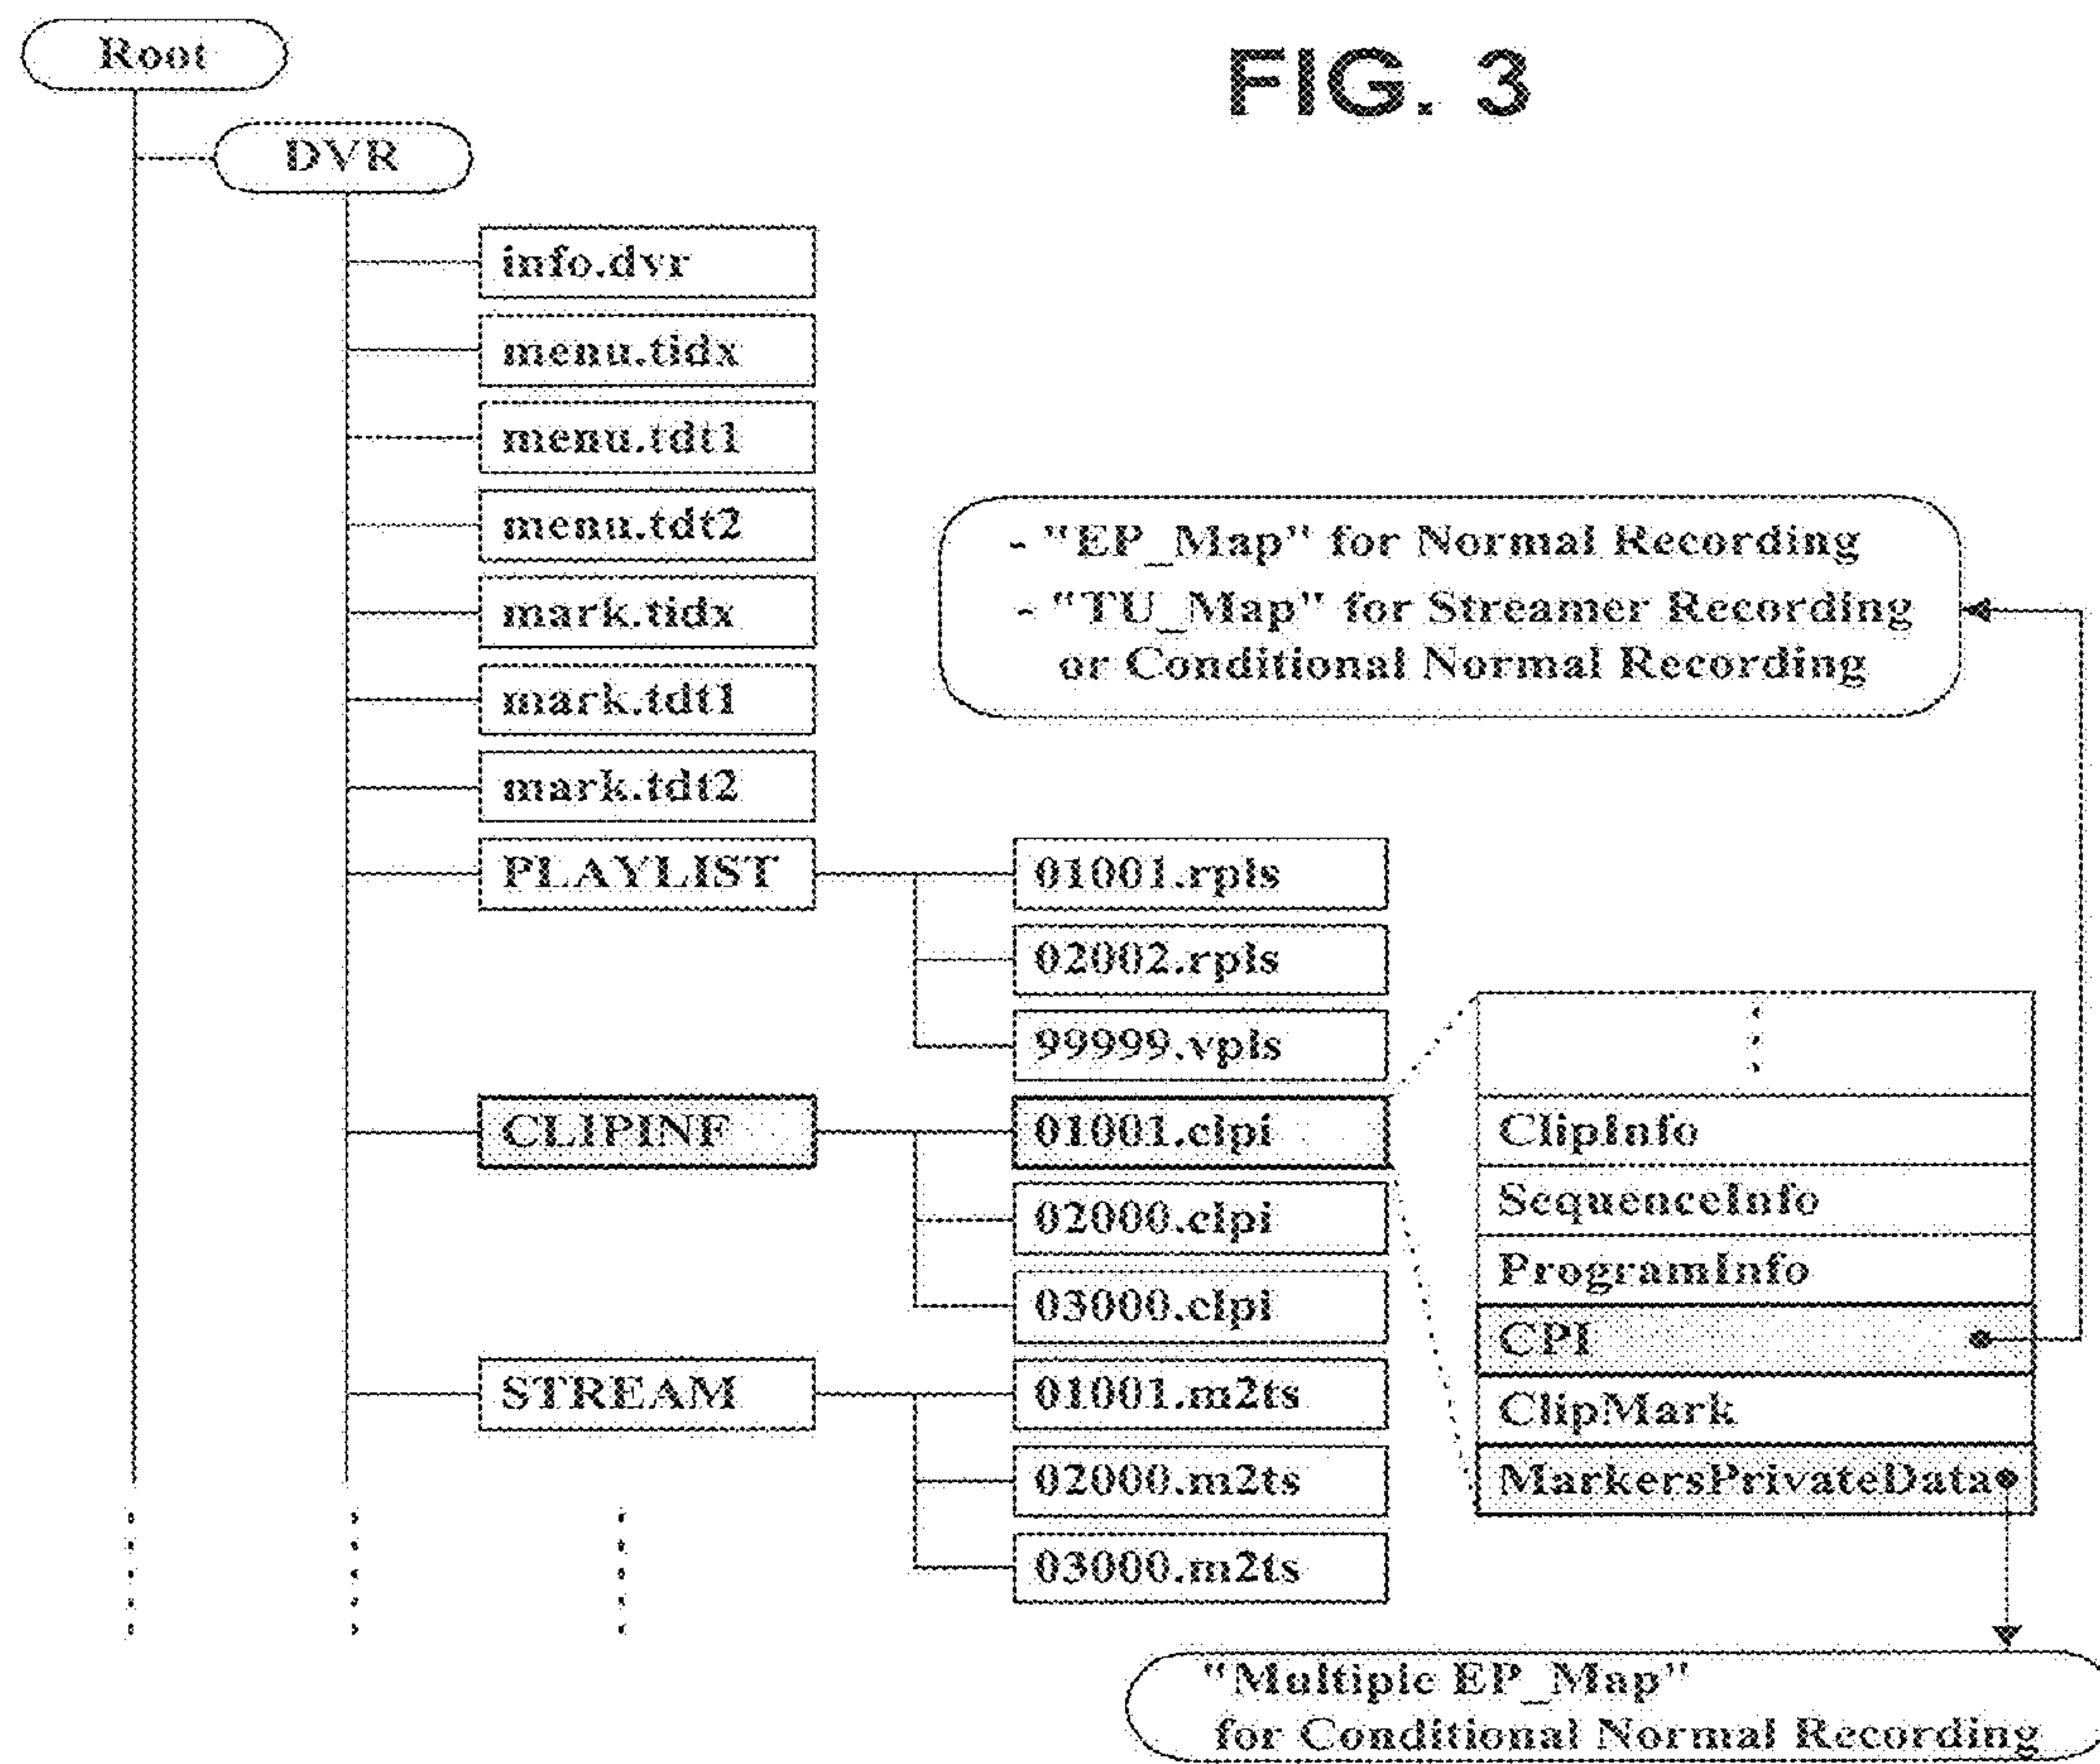 FIG. 3
Root
DVR
info.dvr
menu.tidx
menu.tdt1
menu.tdt2
mark.tidx
mark.tdt1
mark.tdt2
PLAYLIST
01001.rpls
02002.rpls
99999.vpls
CLIPINF
01001.clpi
02000.clpi
03000.clpi
STREAM
01001.m2ts
02000.m2ts
03000.m2ts
- "EP_Map" for Normal Recording
- "TU_Map" for Streamer Recording
or Conditional Normal Recording
ClipInfo
SequenceInfo
ProgramInfo
CPI
ClipMark
MarkersPrivateData
"Multiple EP_Map"
for Conditional Normal Recording